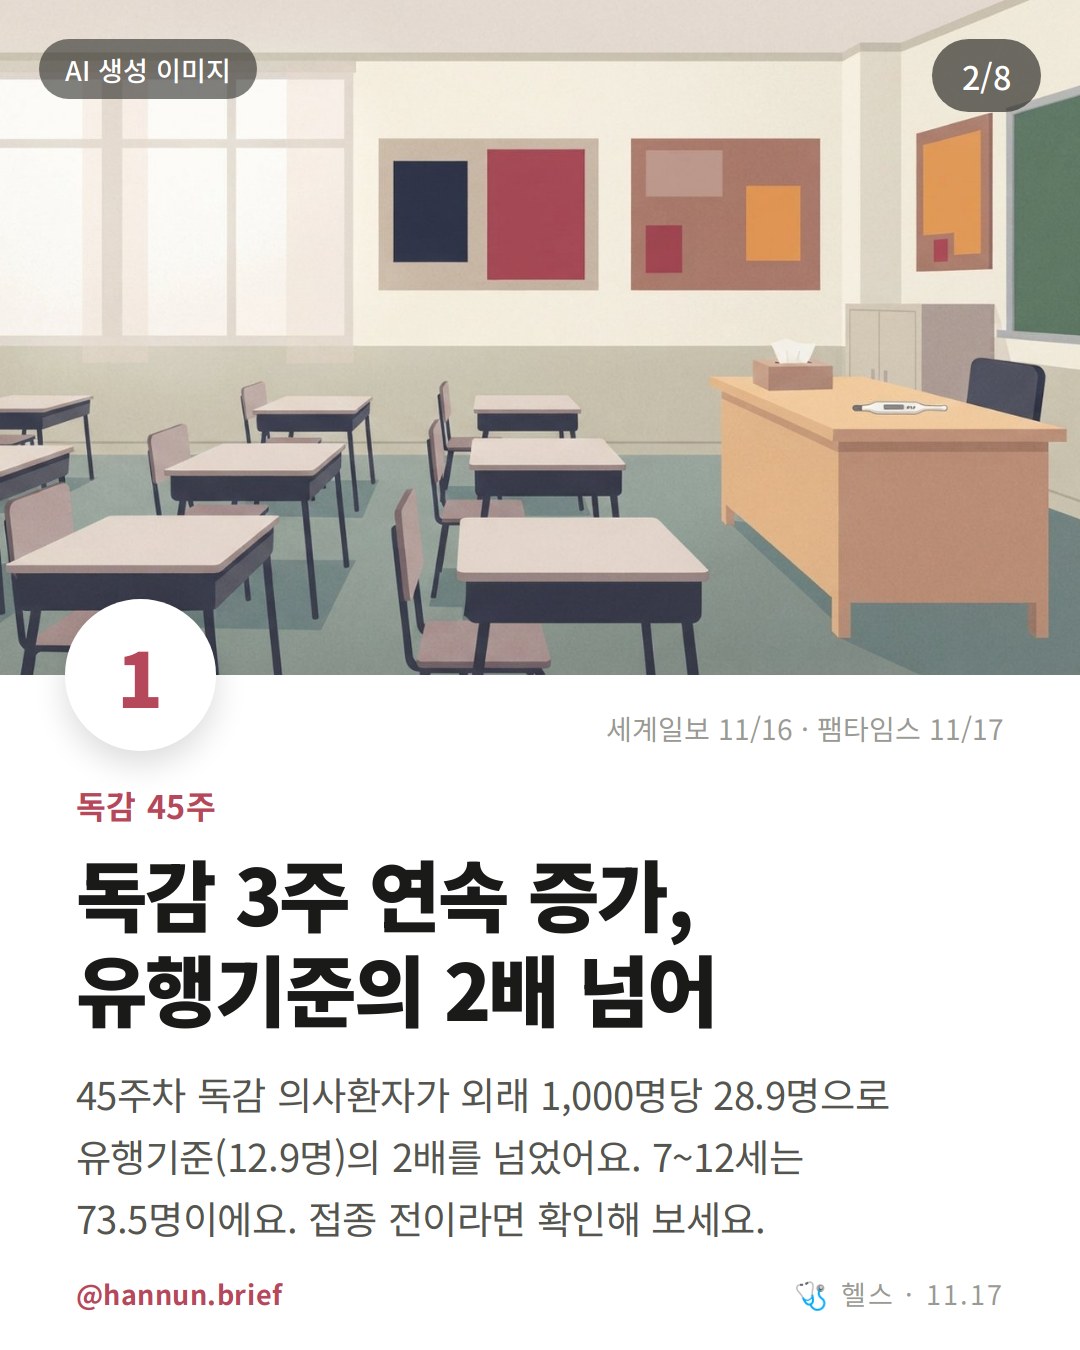 AI 생성 이미지
2/8
1
세계일보 11/16 · 팸타임스 11/17
독감 45주
독감 3주 연속 증가,
유행기준의 2배 넘어
45주차 독감 의사환자가 외래 1,000명당 28.9명으로
유행기준(12.9명)의 2배를 넘었어요. 7~12세는
73.5명이에요. 접종 전이라면 확인해 보세요.
@hannun.brief
헬스 · 11.17